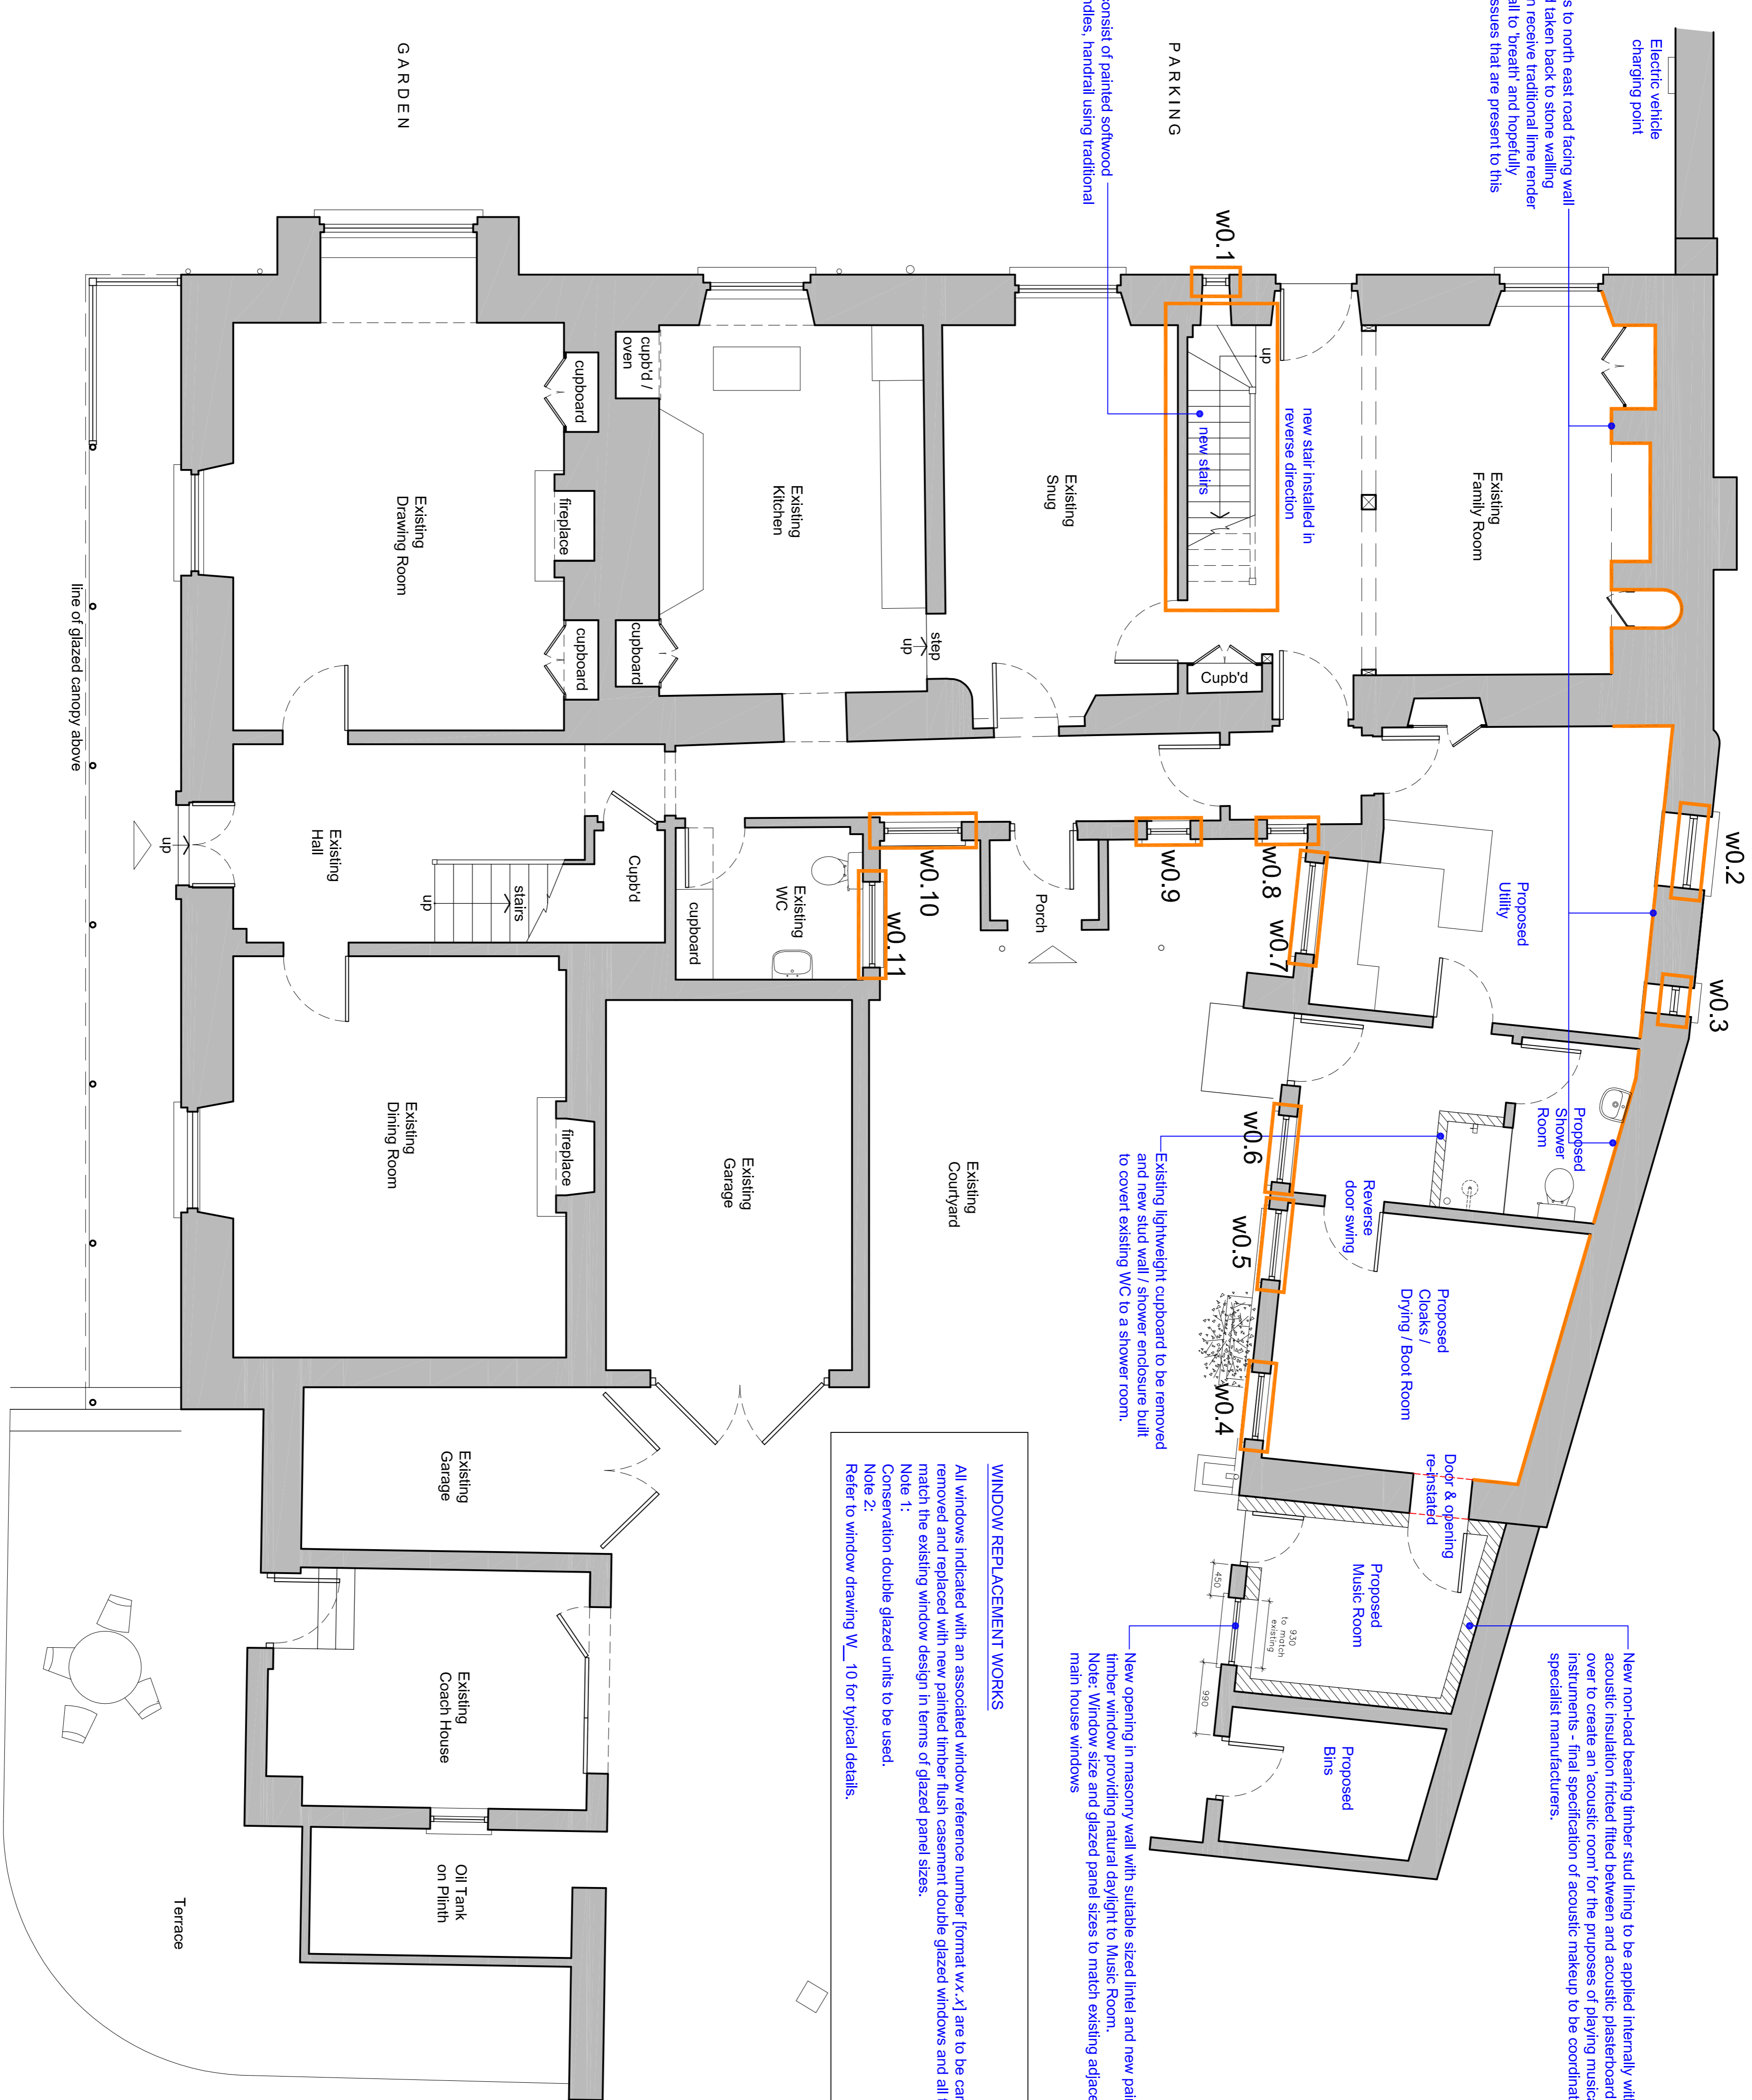 Electric vehicle
charging point
s to north east road facing wall
d taken back to stone walling
n receive traditional lime render
all to 'breath' and hopefully
ssues that are present to this
PARKING
consist of painted softwood
ndles, handrail using traditional
GARDEN
w0.1
w0.2
w0.3
w0.4
w0.5
w0.6
w0.7
w0.8
w0.9
w0.10
w0.11
Existing
Family Room
new stair installed in
reverse direction
up
new stairs
Existing
Snug
Cupb'd
step
up
Existing
Kitchen
cupb'd /
oven
cupboard
cupboard
fireplace
cupboard
Existing
Drawing Room
line of glazed canopy above
Proposed
Utility
Porch
Existing
WC
cupboard
Cupb'd
stairs
up
Existing
Hall
up
Proposed
Shower
Room
Reverse
door swing
Existing lightweight cupboard to be removed
and new stud wall / shower enclosure built
to covert existing WC to a shower room.
Existing
Courtyard
Existing
Garage
fireplace
Existing
Dining Room
Proposed
Cloaks /
Drying / Boot Room
Door & opening
re-instated
Proposed
Music Room
450
930
to match
existing
990
Proposed
Bins
New non-load bearing timber stud lining to be applied internally wit
acoustic insulation fricted fitted between and acoustic plasterboard
over to create an 'acoustic room' for the pruposes of playing music
instruments - final specification of acoustic makeup to be coordinat
specialist manufacturers.
New opening in masonry wall with suitable sized lintel and new pai
timber window providing natural daylight to Music Room.
Note: Window size and glazed panel sizes to match existing adjace
main house windows
WINDOW REPLACEMENT WORKS
All windows indicated with an associated window reference number [format wx.x] are to be car
removed and replaced with new painted timber flush casement double glazed windows and all t
match the existing window design in terms of glazed panel sizes.
Note 1:
Conservation double glazed units to be used.
Note 2:
Refer to window drawing W__10 for typical details.
Existing
Garage
Existing
Coach House
Oil Tank
on Plinth
Terrace